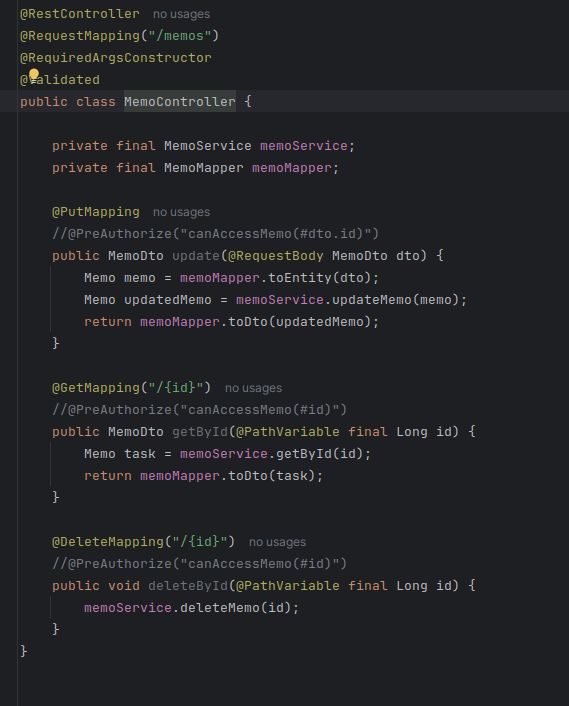 @RestController no usages
@RequestMapping("/memos")
@RequiredArgsConstructor
@Validated
public class MemoController {
private final MemoService memoService;
private final MemoMapper memoMapper;
@PutMapping no usages
//@PreAuthorize("canAccessMemo(#dto.id)")
public MemoDto update(@RequestBody MemoDto dto) {
Memo memo = memoMapper.toEntity(dto);
Memo updatedMemo = memoService.updateMemo(memo);
return memoMapper.toDto(updatedMemo);
}
@GetMapping("/{id}") no usages
//@PreAuthorize("canAccessMemo(#id)")
public MemoDto getById(@PathVariable final Long id) {
Memo task = memoService.getById(id);
return memoMapper.toDto(task);
}
@DeleteMapping("/{id}") no usages
//@PreAuthorize("canAccessMemo(#id)")
public void deleteById(@PathVariable final Long id) {
memoService.deleteMemo(id);
}
}